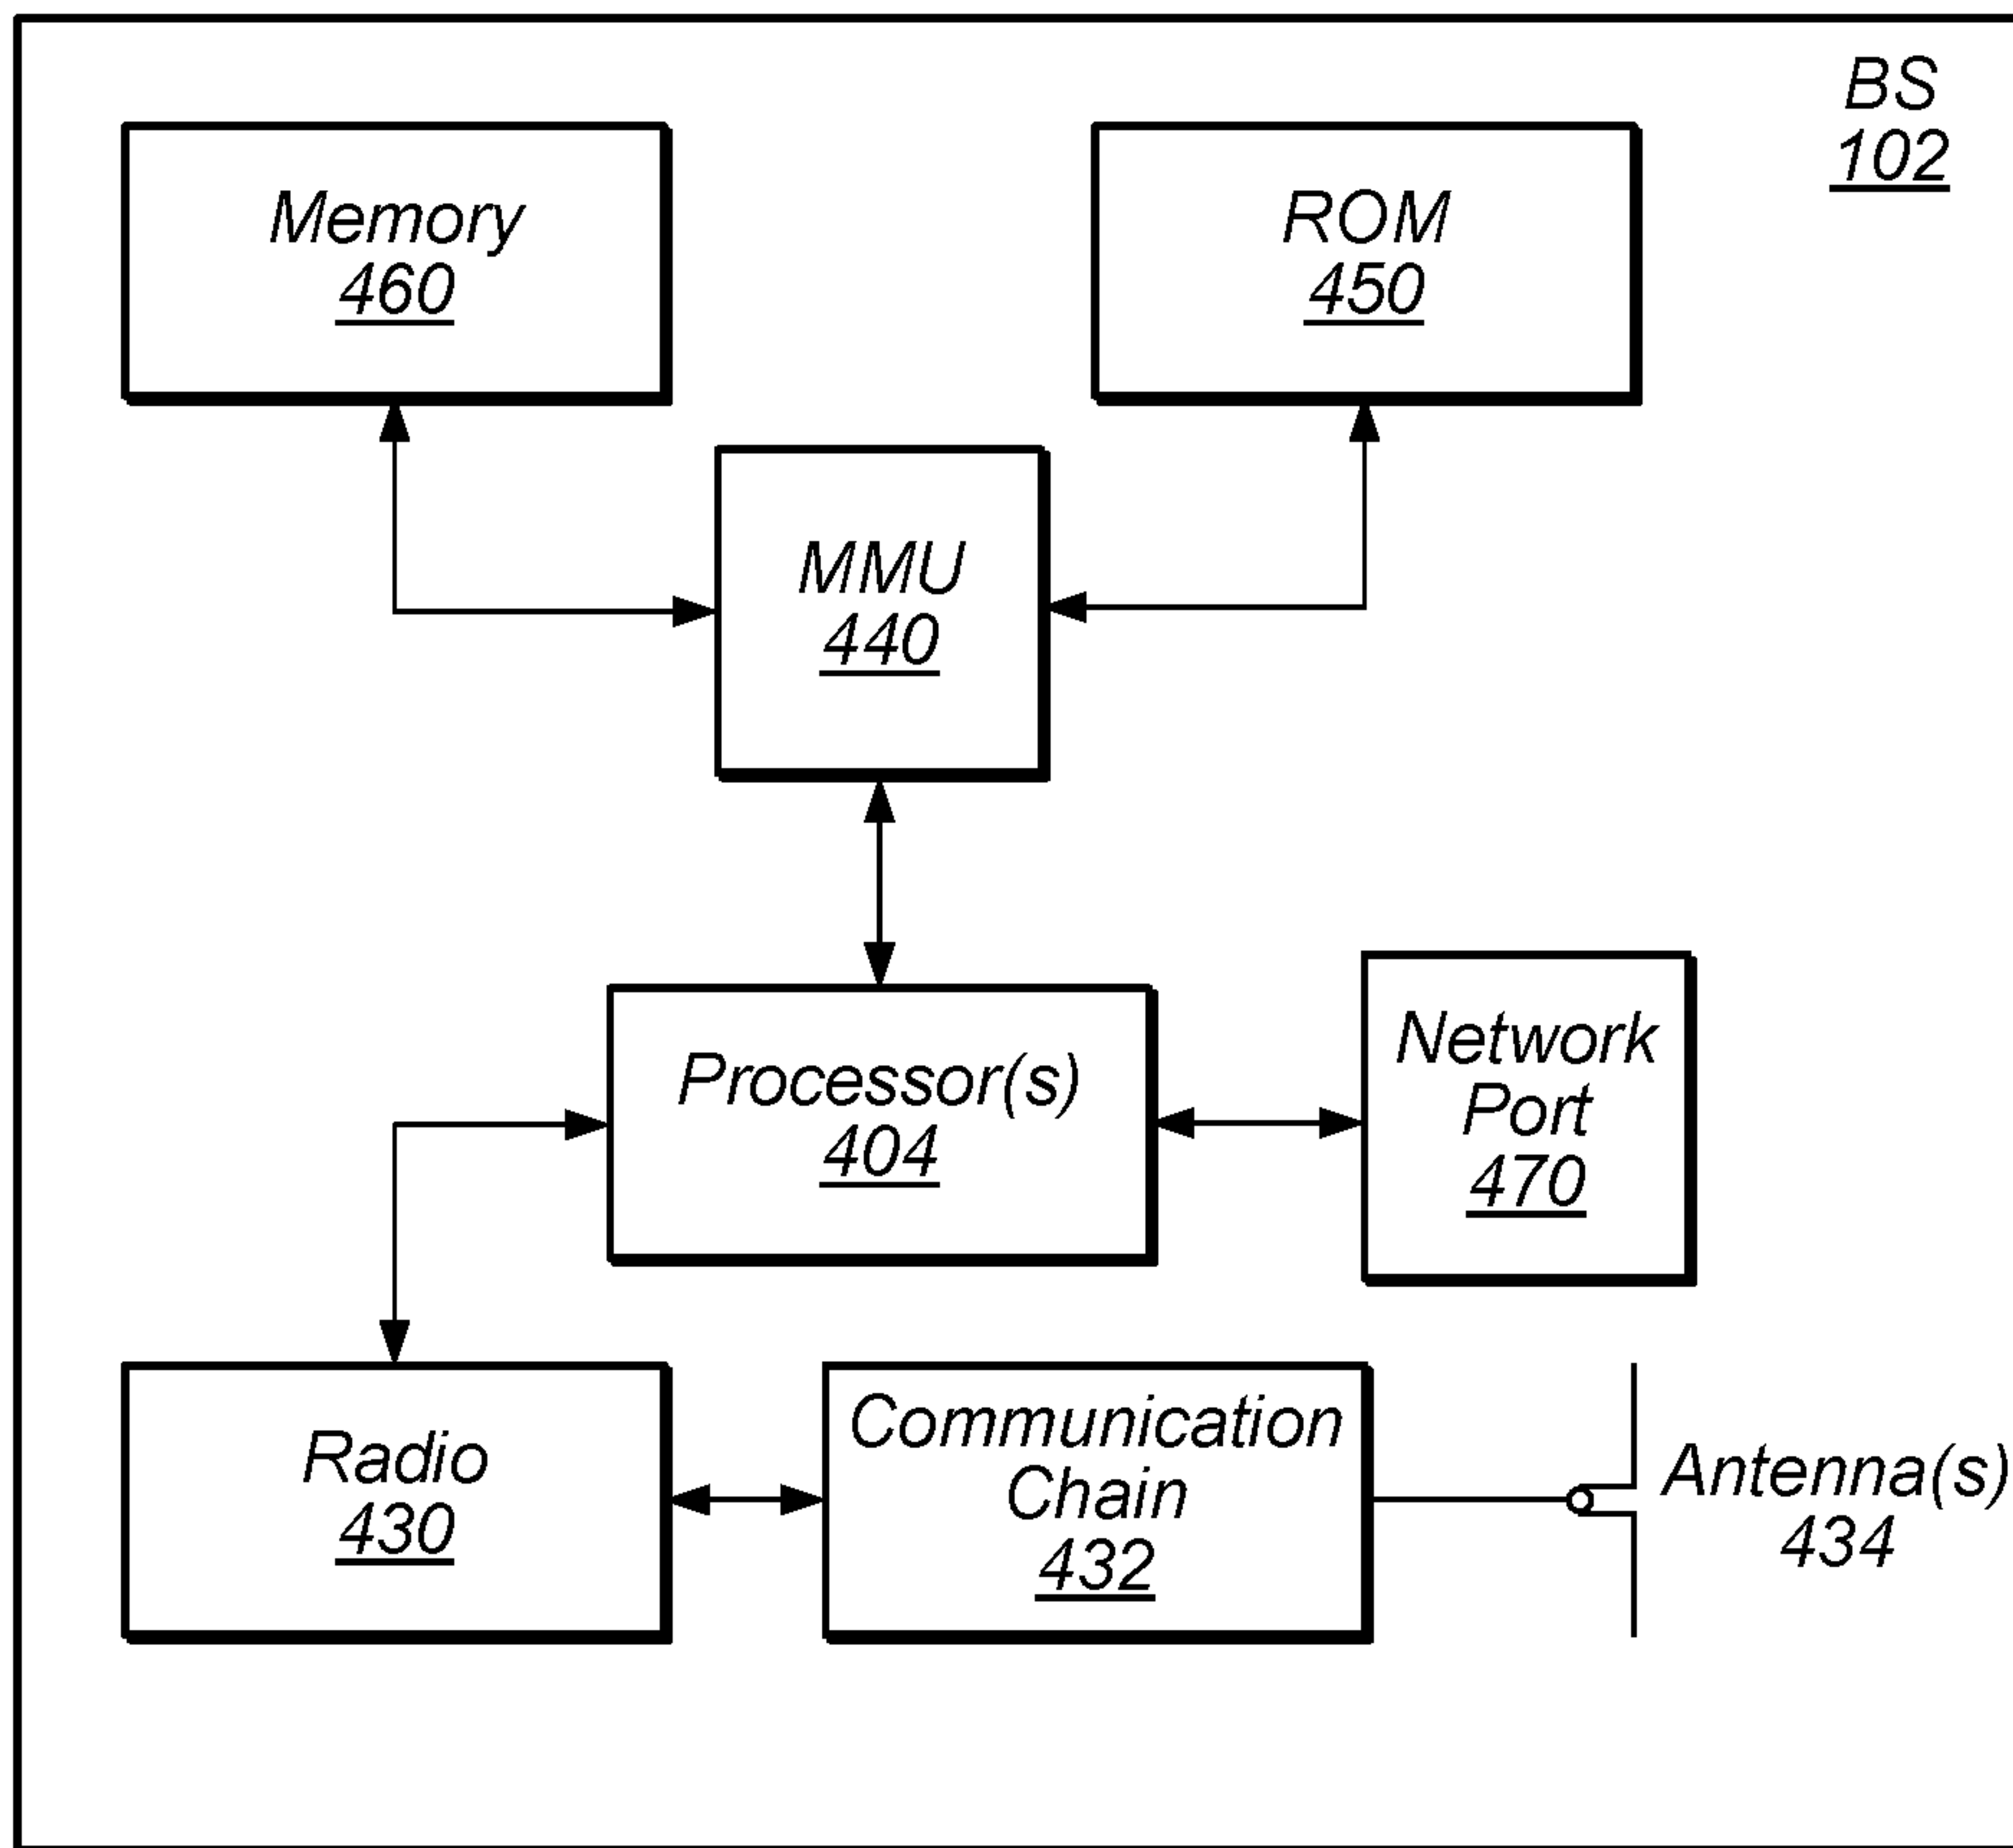 BS
102
Memory
460
ROM
450
MMU
440
Processor(s)
404
Network
Port
470
Radio
430
Communication
Chain
432
Antenna(s)
434